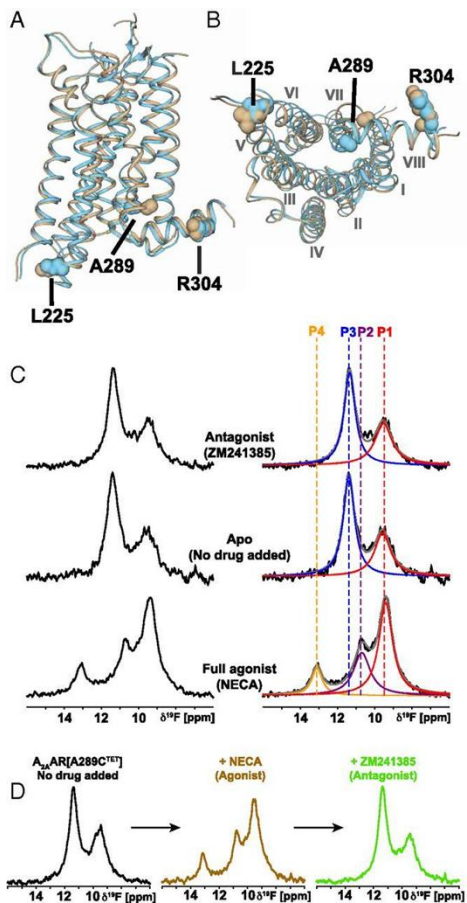 A
B
L225
A289
R304
VI
VII
V
VIII
III
I
II
IV
A289
R304
L225
P4
P3
P2
P1
C
Antagonist
(ZM241385)
Apo
(No drug added)
Full agonist
(NECA)
14 12 10 δ¹⁹F [ppm]
14 12 10 δ¹⁹F [ppm]
D
A₂ₐAR[A289Cᵀᴱᵀ]
No drug added
+ NECA
(Agonist)
+ ZM241385
(Antagonist)
14 12 10 δ¹⁹F [ppm]
14 12 10 δ¹⁹F [ppm]
14 12 10 δ¹⁹F [ppm]